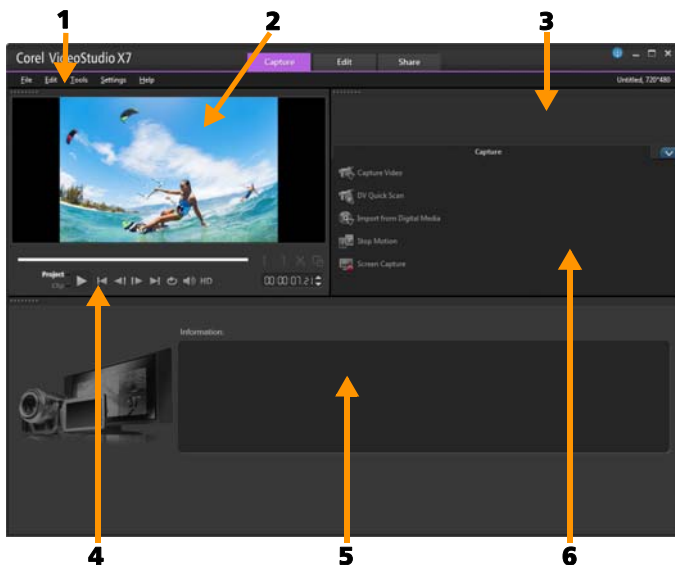 1 2 3
Corel VideoStudio X7
Capture Edit Share
File Edit Tools Settings Help
Untitled, 720*480
Capture
Capture Video
DV Quick Scan
Import from Digital Media
Stop Motion
Screen Capture
Project
Clip
HD
00:00:07.21
Information:
4 5 6